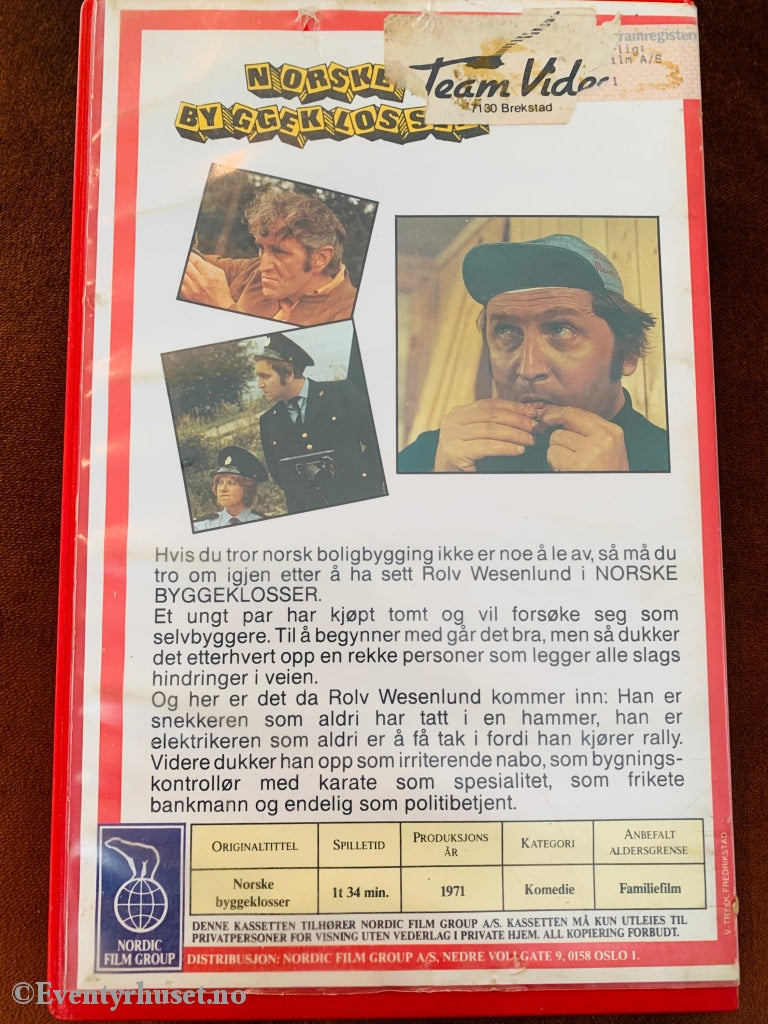 NORSKE
BYGGEKLOSS
Team Vide
7130 Brekstad
ramregisteri
lig:
ilm A/S
1
Hvis du tror norsk boligbygging ikke er noe å le av, så må du
tro om igjen etter å ha sett Rolv Wesenlund i NORSKE
BYGGEKLOSSER.
Et ungt par har kjøpt tomt og vil forsøke seg som
selvbyggere. Til å begynner med går det bra, men så dukker
det etterhvert opp en rekke personer som legger alle slags
hindringer i veien.
Og her er det da Rolv Wesenlund kommer inn: Han er
snekkeren som aldri har tatt i en hammer, han er
elektrikeren som aldri er å få tak i fordi han kjører rally.
Videre dukker han opp som irriterende nabo, som bygnings-
kontrollør med karate som spesialitet, som frikete
bankmann og endelig som politibetjent.
ORIGINALTITTEL SPILLETID PRODUKSJONS ÅR KATEGORI ANBEFALT ALDERSGRENSE
Norske byggeklosser 1t 34 min. 1971 Komedie Familiefilm
NORDIC
FILM GROUP
DENNE KASSETTEN TILHØRER NORDIC FILM GROUP A/S. KASSETTEN MÅ KUN UTLEIES TIL
PRIVATPERSONER FOR VISNING UTEN VEDERLAG I PRIVATE HJEM. ALL KOPIERING FORBUDT.
DISTRIBUSJON: NORDIC FILM GROUP A/S, NEDRE VOLLGATE 9, 0158 OSLO 1.
V-TRYKK FREDRIKSTAD
©Eventyrhuset.no